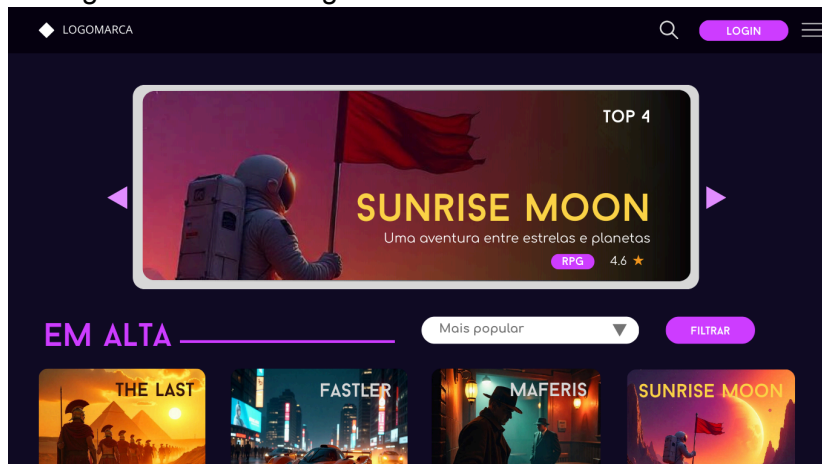 LOGOMARCA
LOGIN
TOP 4
SUNRISE MOON
Uma aventura entre estrelas e planetas
RPG 4.6
EM ALTA
Mais popular
FILTRAR
THE LAST
FASTLER
MAFERIS
SUNRISE MOON